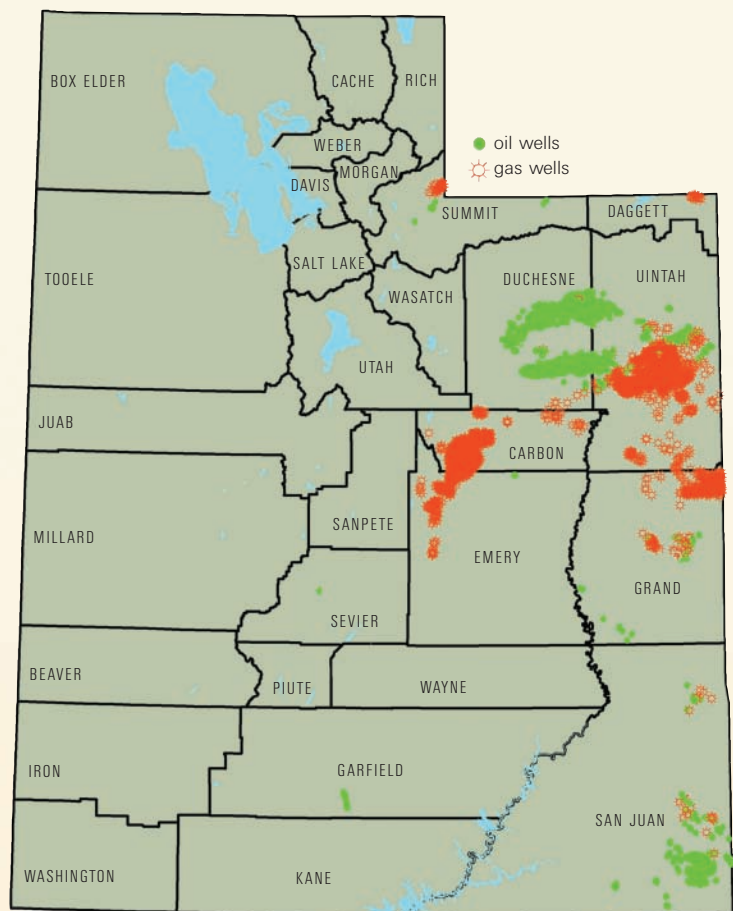 BOX ELDER
CACHE
RICH
oil wells
gas wells
WEBER
MORGAN
DAVIS
SUMMIT
DAGGETT
TOOELE
SALT LAKE
WASATCH
DUCHESNE
UINTAH
UTAH
JUAB
CARBON
MILLARD
SANPETE
EMERY
GRAND
SEVIER
BEAVER
PIUTE
WAYNE
IRON
GARFIELD
SAN JUAN
WASHINGTON
KANE